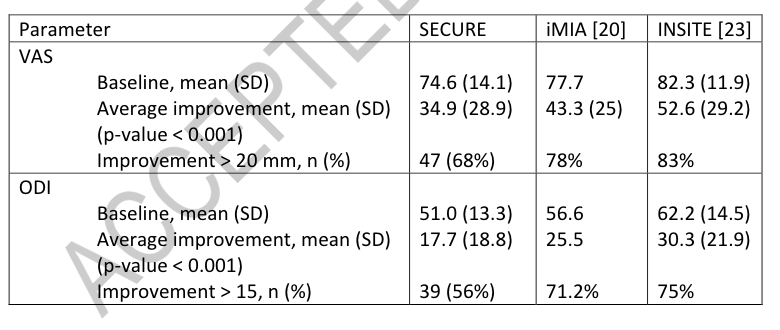 Parameter SECURE iMIA [20] INSITE [23]
VAS
Baseline, mean (SD) 74.6 (14.1) 77.7 82.3 (11.9)
Average improvement, mean (SD) 34.9 (28.9) 43.3 (25) 52.6 (29.2)
(p-value < 0.001)
Improvement > 20 mm, n (%) 47 (68%) 78% 83%
ODI
Baseline, mean (SD) 51.0 (13.3) 56.6 62.2 (14.5)
Average improvement, mean (SD) 17.7 (18.8) 25.5 30.3 (21.9)
(p-value < 0.001)
Improvement > 15, n (%) 39 (56%) 71.2% 75%
ACCEPTE